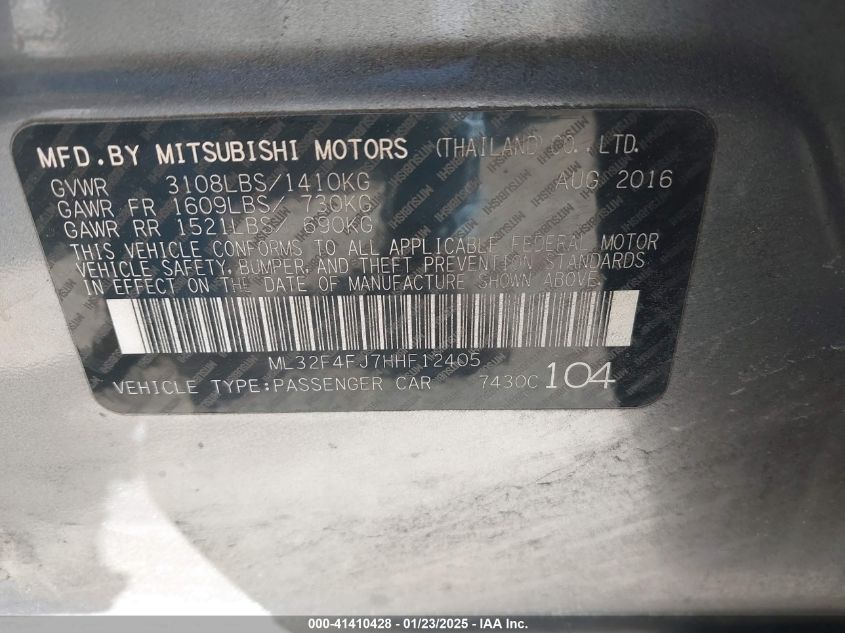 MFD.BY MITSUBISHI MOTORS (THAILAND) CO., LTD.
GVWR 3108LBS/1410KG AUG 2016
GAWR FR 1609LBS/ 730KG
GAWR RR 1521LBS/ 690KG
THIS VEHICLE CONFORMS TO ALL APPLICABLE FEDERAL MOTOR
VEHICLE SAFETY, BUMPER, AND THEFT PREVENTION STANDARDS
IN EFFECT ON THE DATE OF MANUFACTURE SHOWN ABOVE.
ML32F4FJ7HHF12405
VEHICLE TYPE:PASSENGER CAR 7430C 104
000-41410428 | 01/23/2025 | IAA Inc.